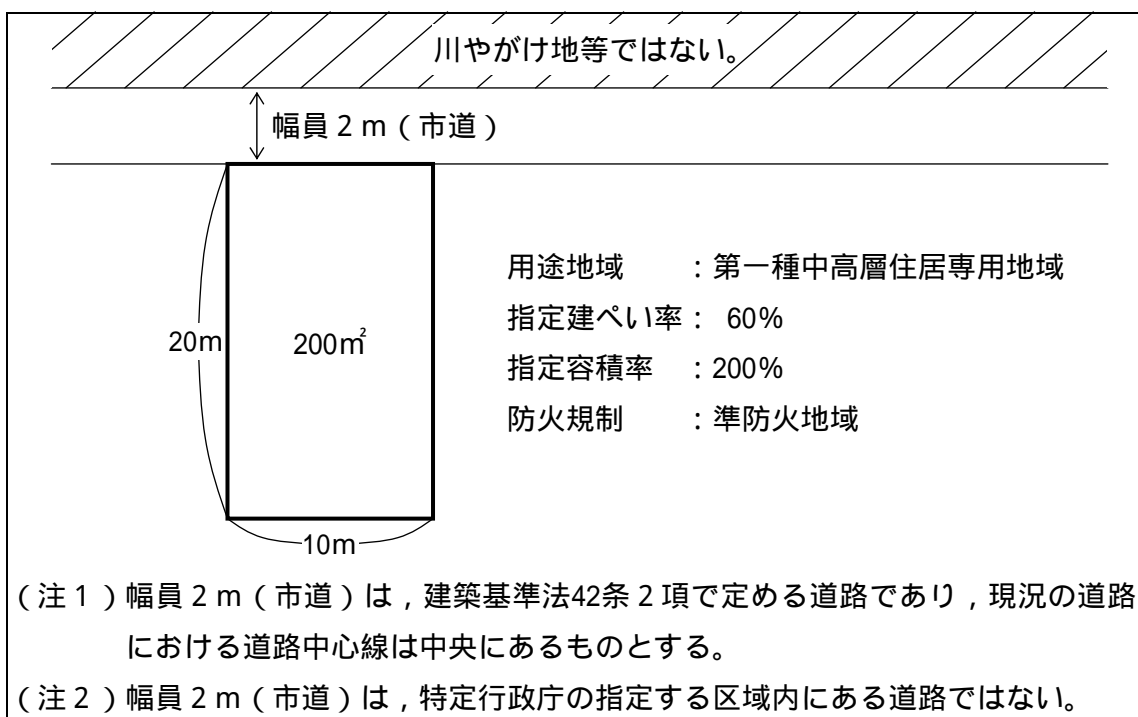 川やがけ地等ではない。
幅員２ｍ（市道）
用途地域　　：第一種中高層住居専用地域
指定建ぺい率： 60％
指定容積率　：200％
防火規制　　：準防火地域
20ｍ
200㎡
10ｍ
（注１）幅員２ｍ（市道）は，建築基準法42条２項で定める道路であり，現況の道路
における道路中心線は中央にあるものとする。
（注２）幅員２ｍ（市道）は，特定行政庁の指定する区域内にある道路ではない。